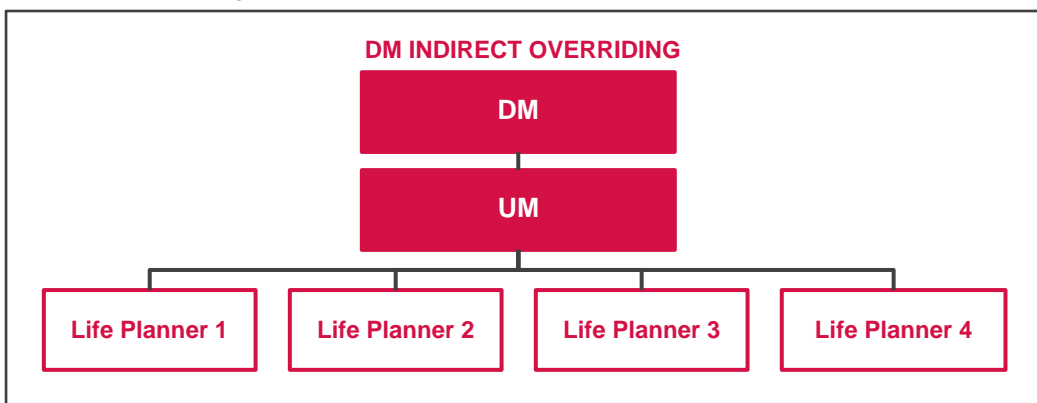 DM INDIRECT OVERRIDING
DM
UM
Life Planner 1
Life Planner 2
Life Planner 3
Life Planner 4